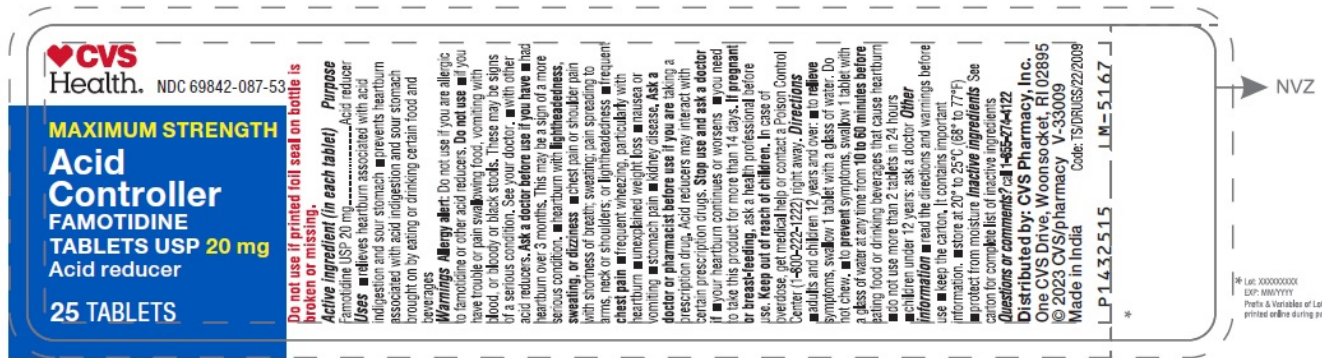 CVS
Health. NDC 69842-087-53
MAXIMUM STRENGTH
Acid
Controller
FAMOTIDINE
TABLETS USP 20 mg
Acid reducer
25 TABLETS
Do not use if printed foil seal on bottle is
broken or missing.
Active ingredient (in each tablet) Purpose
Famotidine USP 20 mg..................Acid reducer
Uses ■ relieves heartburn associated with acid
indigestion and sour stomach ■ prevents heartburn
associated with acid indigestion and sour stomach
brought on by eating or drinking certain food and
beverages
Warnings Allergy alert: Do not use if you are allergic
to famotidine or other acid reducers. Do not use ■ if you
have trouble or pain swallowing food, vomiting with
blood, or bloody or black stools. These may be signs
of a serious condition. See your doctor. ■ with other
acid reducers. Ask a doctor before use if you have ■ had
heartburn over 3 months. This may be a sign of a more
serious condition. ■ heartburn with lightheadedness,
sweating, or dizziness ■ chest pain or shoulder pain
with shortness of breath; sweating; pain spreading to
arms, neck or shoulders; or lightheadedness ■ frequent
chest pain ■ frequent wheezing, particularly with
heartburn ■ unexplained weight loss ■ nausea or
vomiting ■ stomach pain ■ kidney disease, Ask a
doctor or pharmacist before use if you are taking a
prescription drug. Acid reducers may interact with
certain prescription drugs. Stop use and ask a doctor
if ■ your heartburn continues or worsens ■ you need
to take this product for more than 14 days. If pregnant
or breast-feeding, ask a health professional before
use. Keep out of reach of children. In case of
overdose, get medical help or contact a Poison Control
Center (1-800-222-1222) right away. Directions
■ adults and children 12 years and over: ■ to relieve
symptoms, swallow 1 tablet with a glass of water. Do
not chew. ■ to prevent symptoms, swallow 1 tablet with
a glass of water at any time from 10 to 60 minutes before
eating food or drinking beverages that cause heartburn
■ do not use more than 2 tablets in 24 hours
■ children under 12 years: ask a doctor Other
information ■ read the directions and warnings before
use ■ keep the carton. It contains important
information. ■ store at 20° to 25°C (68° to 77°F)
■ protect from moisture Inactive ingredients See
carton for complete list of inactive ingredients
Questions or comments? call 1-855-274-4122
Distributed by: CVS Pharmacy, Inc.
One CVS Drive, Woonsocket, RI 02895
© 2023 CVS/pharmacy V-33009
Made in India Code: TS/DRUGS/22/2009
P1432515 M-5167
*
NVZ
* Lot: XXXXXXXXXX
EXP: MM/YYYY
Prefix & Variables of Lot
printed online during